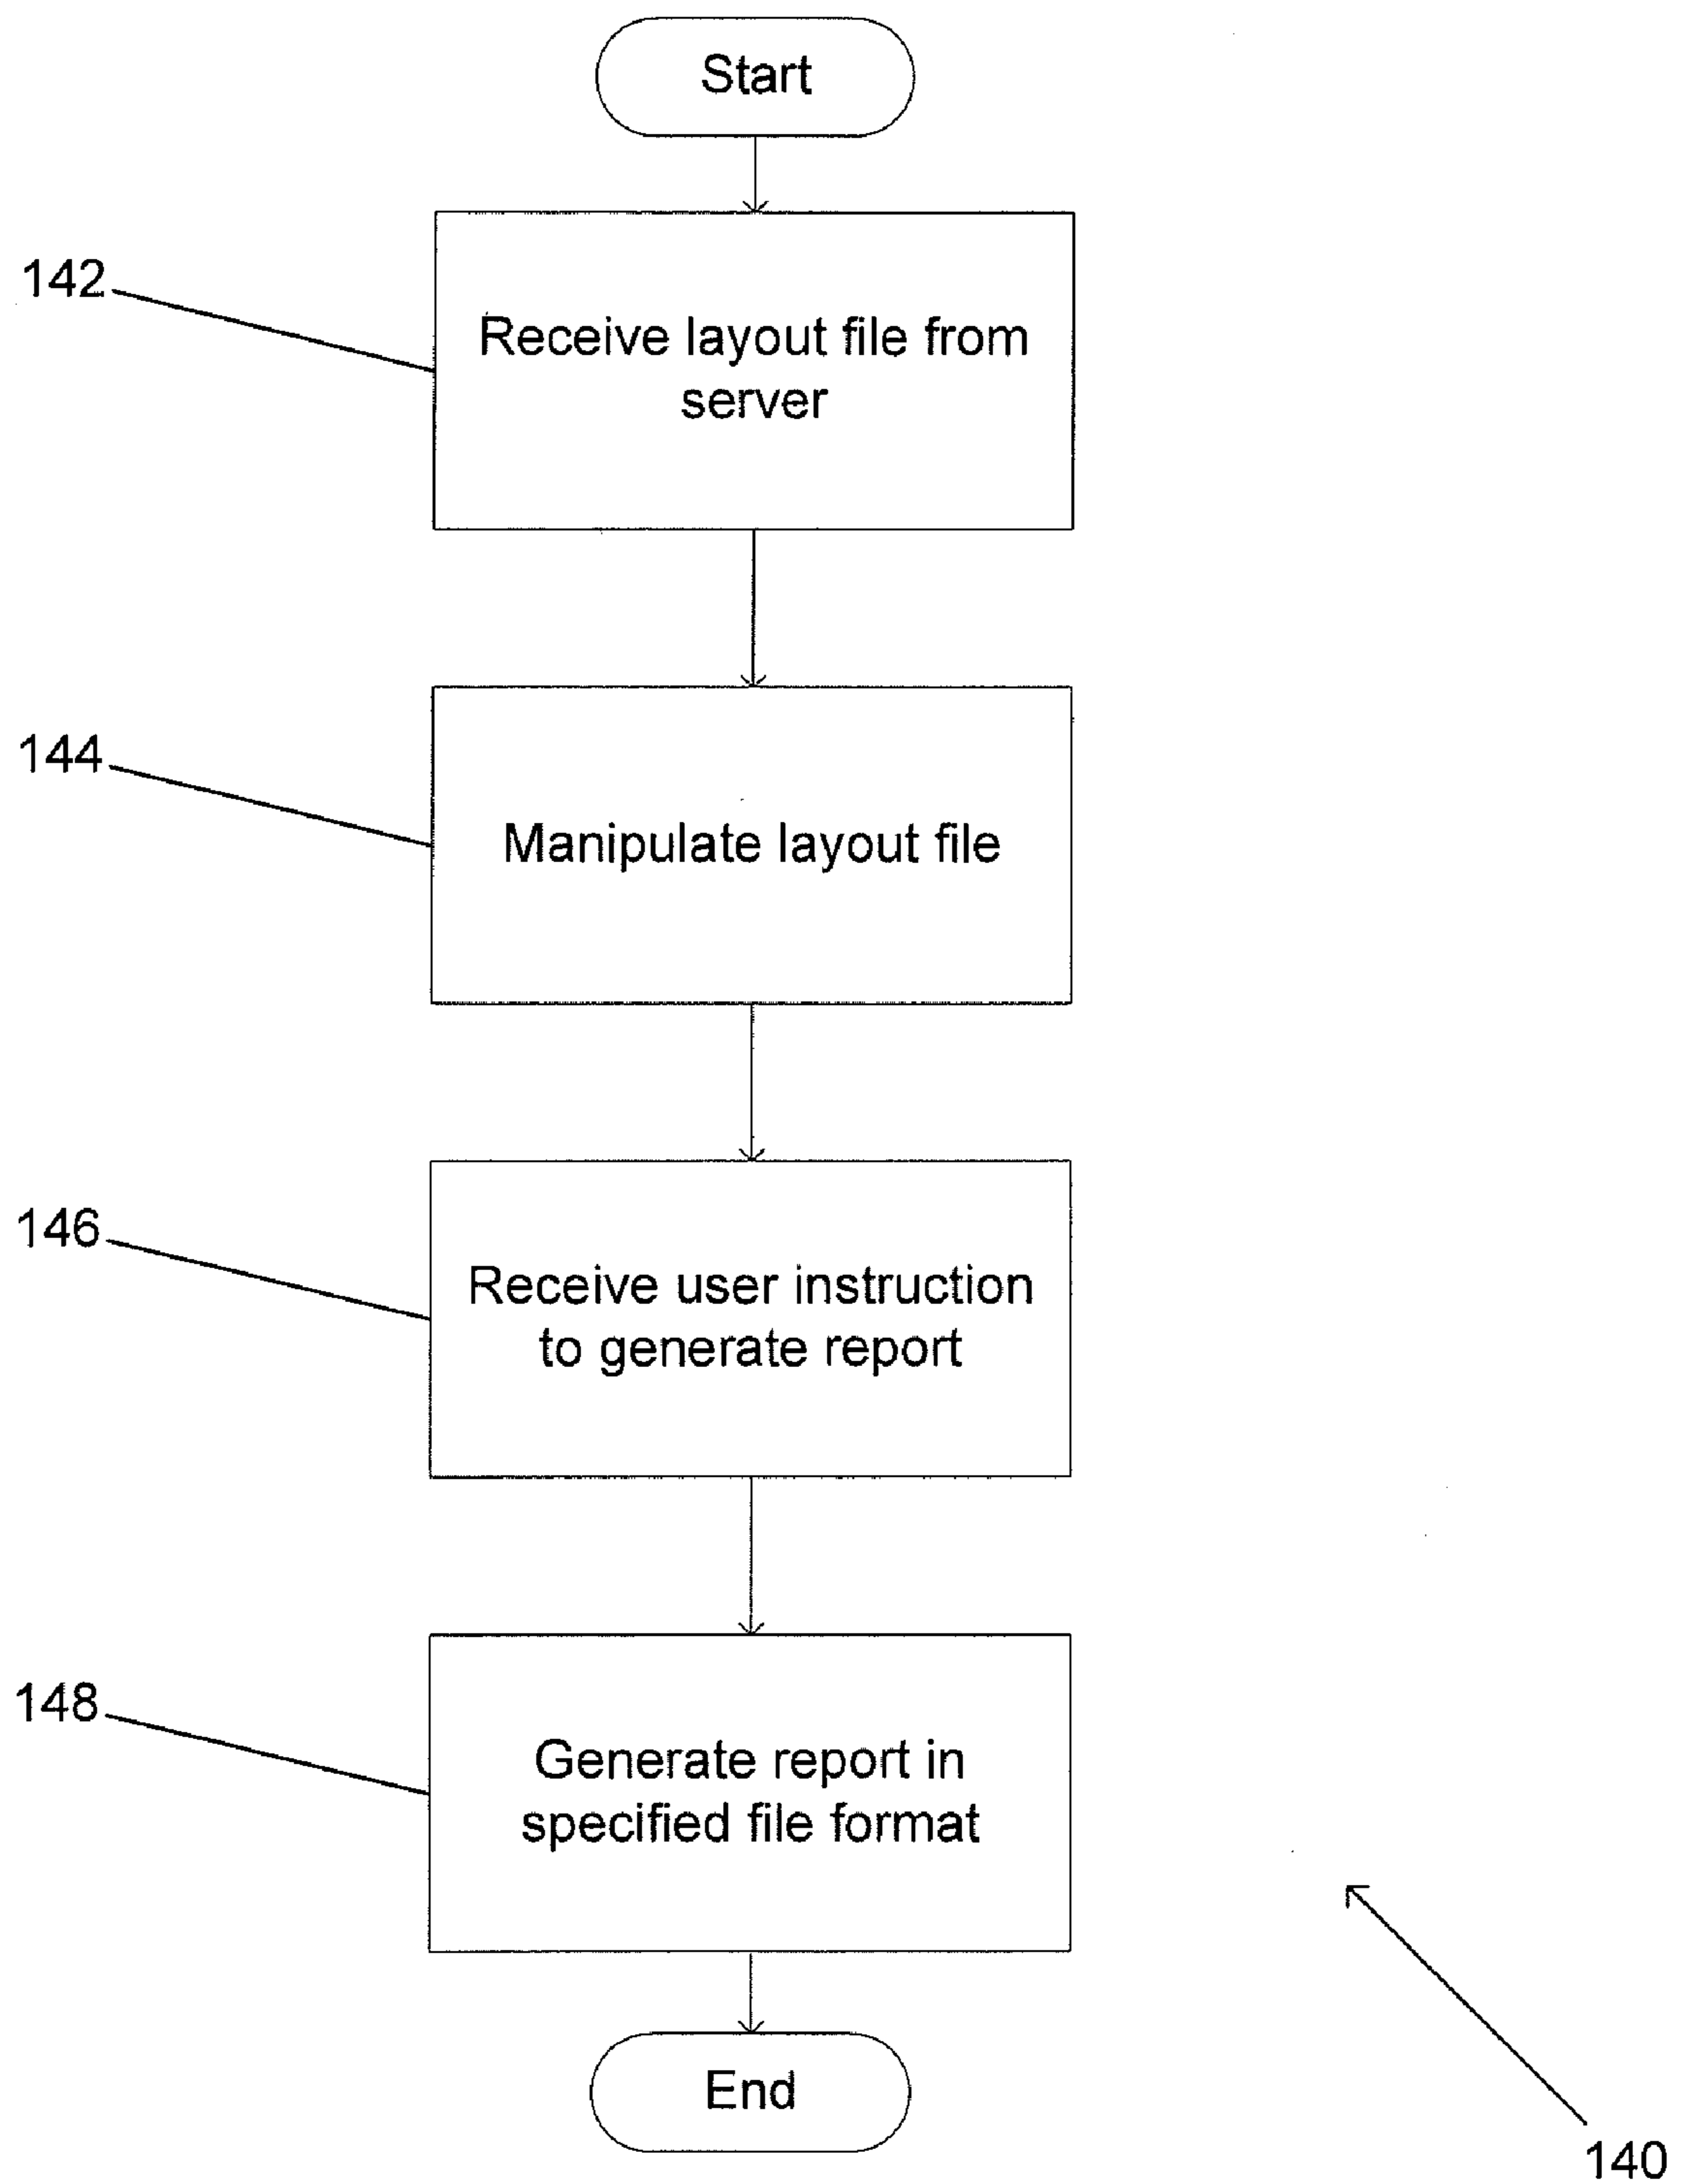 Start
142
Receive layout file from
server
144
Manipulate layout file
146
Receive user instruction
to generate report
148
Generate report in
specified file format
End
140